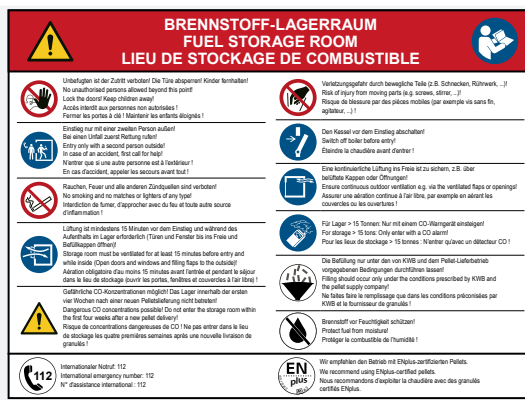 BRENNSTOFF-LAGERRAUM
FUEL STORAGE ROOM
LIEU DE STOCKAGE DE COMBUSTIBLE
Unbefugten ist der Zutritt verboten! Die Türe absperren! Kinder fernhalten!
No unauthorised persons allowed beyond this point!
Lock the doors! Keep children away!
Accès interdit aux personnes non autorisées !
Fermer les portes à clé ! Maintenir les enfants éloignés !
Einstieg nur mit einer zweiten Person außen!
Bei einen Unfall zuerst Rettung rufen!
Entry only with a second person outside!
In case of an accident, first call for help!
N'entrer que si une autre personne est à l'extérieur !
En cas d'accident, appeler les secours avant tout !
Rauchen, Feuer und alle anderen Zündquellen sind verboten!
No smoking and no matches or lighters of any type!
Interdiction de fumer, d'approcher avec du feu et toute autre source
d'inflammation !
Lüftung ist mindestens 15 Minuten vor dem Einstieg und während des
Aufenthalts im Lager erforderlich (Türen und Fenster bis ins Freie und
Befüllkappen öffnen)!
Storage room must be ventilated for at least 15 minutes before entry and
while inside (Open doors and windows and filling flaps to the outside)!
Aération obligatoire d'au moins 15 minutes avant l'entrée et pendant le séjour
dans le lieu de stockage (ouvrir les portes, fenêtres et couvercles à l'air libre) !
Gefährliche CO-Konzentrationen möglich! Das Lager innerhalb der ersten
vier Wochen nach einer neuen Pelletslieferung nicht betreten!
Dangerous CO concentrations possible! Do not enter the storage room within
the first four weeks after a new pellet delivery!
Risque de concentrations dangereuses de CO ! Ne pas entrer dans le lieu
de stockage les quatre premières semaines après une nouvelle livraison de
granulés !
112
Internationaler Notruf: 112
International emergency number: 112
N° d'assistance international : 112
Verletzungsgefahr durch bewegliche Teile (z.B. Schnecken, Rührwerk, ...)!
Risk of injury from moving parts (e.g. screws, stirrer, ...)!
Risque de blessure par des pièces mobiles (par exemple vis sans fin,
agitateur, ...) !
Den Kessel vor dem Einstieg abschalten!
Switch off boiler before entry!
Éteindre la chaudière avant d'entrer !
Eine kontinuierliche Lüftung ins Freie ist zu sichern, z.B. über
belüftete Kappen oder Öffnungen!
Ensure continuous outdoor ventilation e.g. via the ventilated flaps or openings!
Assurer une aération continue à l'air libre, par exemple en aérant les
couvercles ou les ouvertures !
Für Lager > 15 Tonnen: Nur mit einem CO-Warngerät einsteigen!
For storage > 15 tons: Only enter with a CO alarm!
Pour les lieux de stockage > 15 tonnes : N'entrer qu'avec un détecteur CO !
Die Befüllung nur unter den von KWB und dem Pellet-Lieferbetrieb
vorgegebenen Bedingungen durchführen lassen!
Filling should occur only under the conditions prescribed by KWB and
the pellet supply company!
Ne faites faire le remplissage que dans les conditions préconisées par
KWB et le fournisseur de granulés !
Brennstoff vor Feuchtigkeit schützen!
Protect fuel from moisture!
Protéger le combustible de l'humidité !
EN
plus
Wir empfehlen den Betrieb mit ENplus-zertifizierten Pellets.
We recommend using ENplus-certified pellets.
Nous recommandons d'exploiter la chaudière avec des granulés
certifiés ENplus.